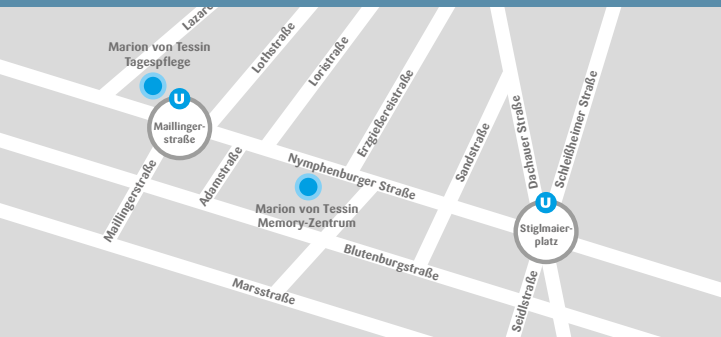 Lazare
Marion von Tessin
Tagespflege
Lothstraße
Loristraße
Erzgießereistraße
Sandstraße
Dachauer Straße
Schleißheimer Straße
U
Maillinger-
straße
Maillingerstraße
Adamstraße
Nymphenburger Straße
Marion von Tessin
Memory-Zentrum
U
Stiglmaier-
platz
Blutenburgstraße
Marsstraße
Seidlstraße